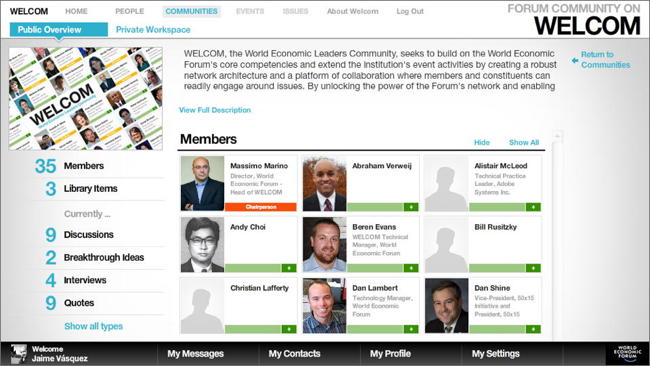 WELCOM HOME PEOPLE COMMUNITIES EVENTS ISSUES About Welcom Log Out
FORUM COMMUNITY ON
WELCOM
Public Overview Private Workspace
WELCOM, the World Economic Leaders Community, seeks to build on the World Economic
Forum's core competencies and extend the Institution's event activities by creating a robust
network architecture and a platform of collaboration where members and constituents can
readily engage around issues. By unlocking the power of the Forum's network and enabling
Return to
Communities
WELCOM
View Full Description
Members
Hide Show All
35 Members
3 Library Items
Currently ...
9 Discussions
2 Breakthrough Ideas
4 Interviews
9 Quotes
Show all types
Massimo Marino
Director, World
Economic Forum -
Head of WELCOM
Chairperson
Abraham Verweij
Alistair McLeod
Technical Practice
Leader, Adobe
Systems Inc.
Andy Choi
Beren Evans
WELCOM Technical
Manager, World
Economic Forum
Bill Rusitzky
Christian Lafferty
Dan Lambert
Technology Manager,
World Economic
Forum
Dan Shine
Vice-President, 50x15
Initiative and
President, 50x15
Welcome
Jaime Vásquez
My Messages My Contacts My Profile My Settings
WORLD
ECONOMIC
FORUM